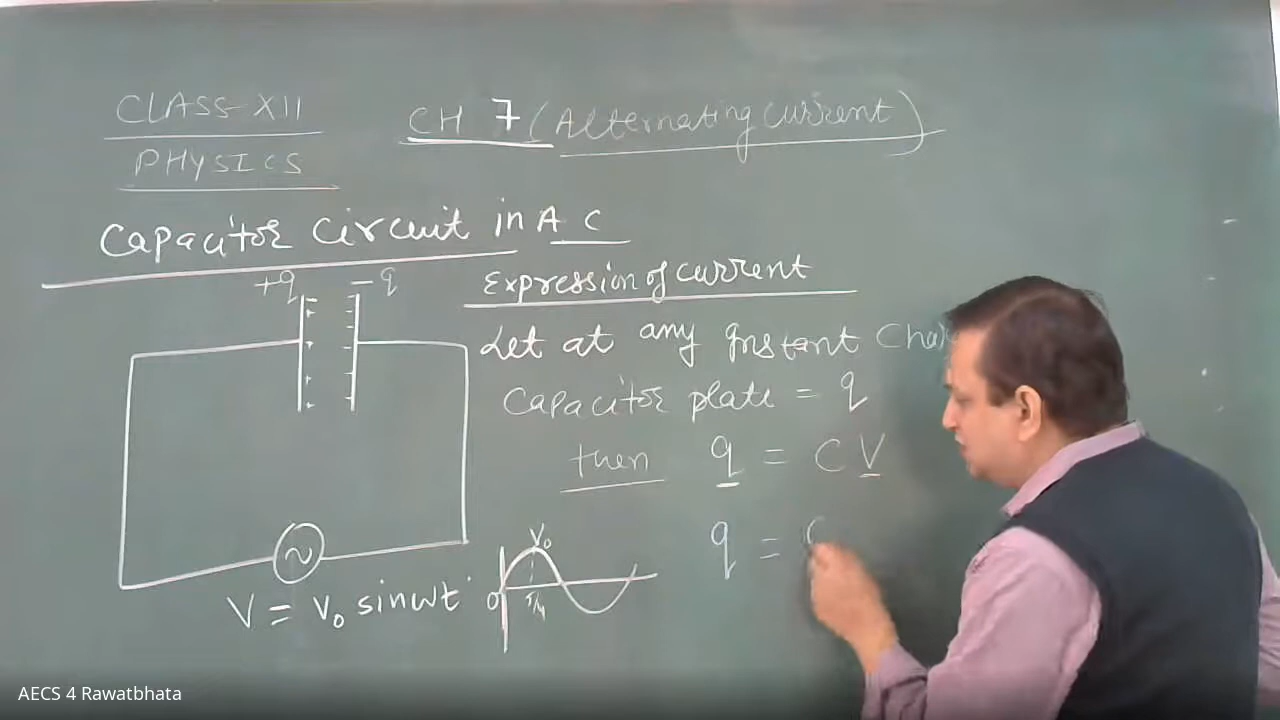 CLASS-XII
CH 7 (Alternating current)
PHYSICS
Capacitor circuit in A C
+q -q
Expression of current
Let at any instant Char
Capacitor plate = q
then q = CV
q = C
V₀
0 T/4
V = V₀ sinωt
AECS 4 Rawatbhata